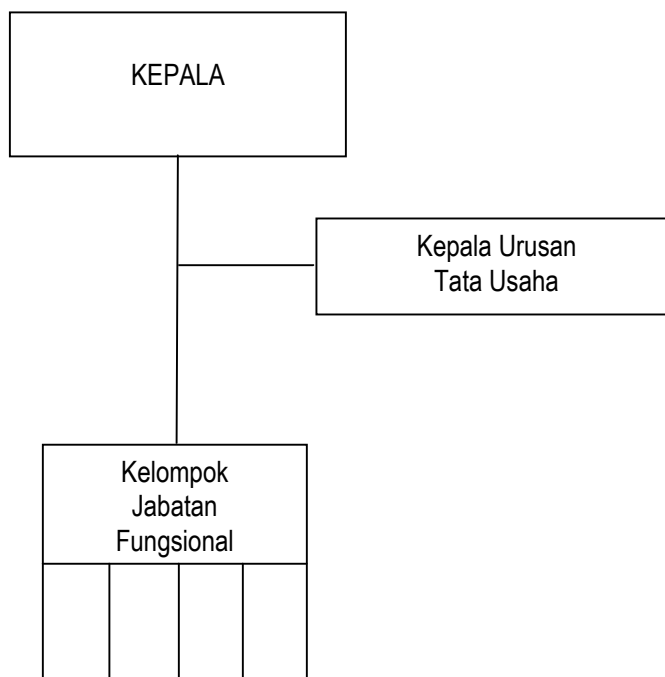 KEPALA
Kepala Urusan
Tata Usaha
Kelompok
Jabatan
Fungsional